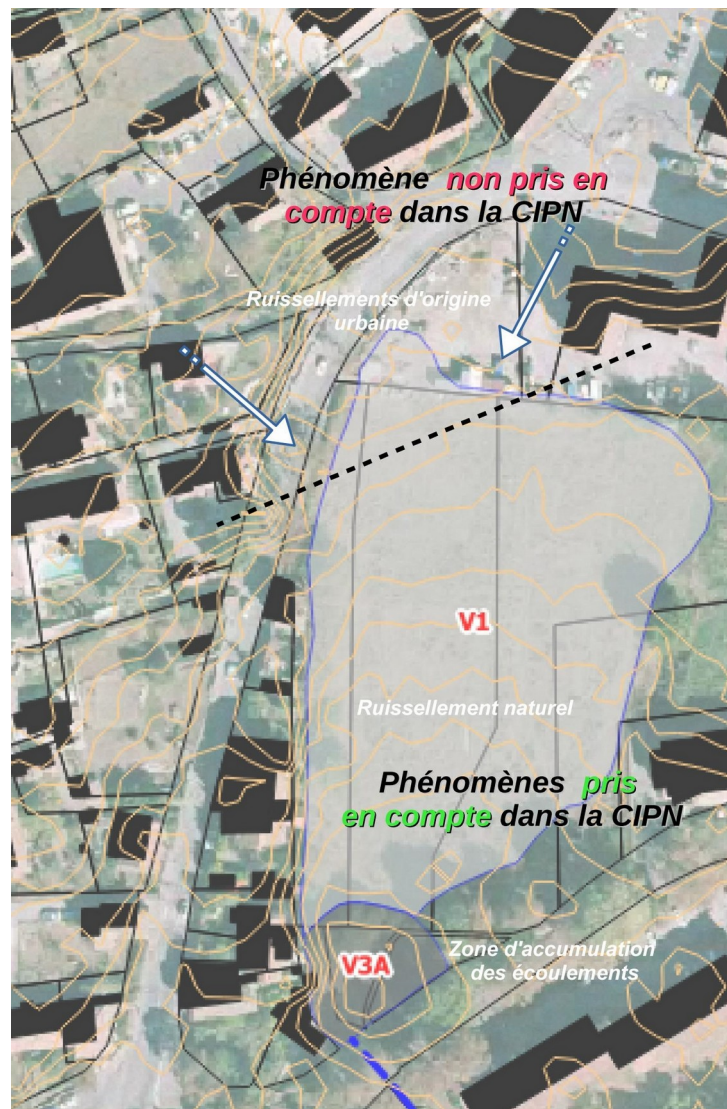 Phénomène non pris en
compte dans la CIPN
Ruissellements d'origine
urbaine
V1
Ruissellement naturel
Phénomènes pris
en compte dans la CIPN
Zone d'accumulation
des écoulements
V3A